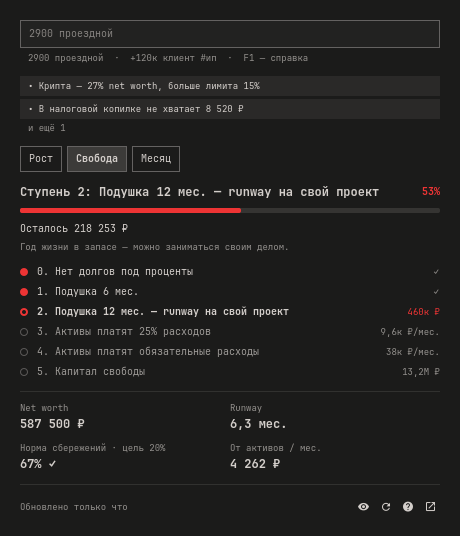 2900 проездной
2900 проездной · +120к клиент #ип · F1 — справка
• Крипта — 27% net worth, больше лимита 15%
• В налоговой копилке не хватает 8 520 ₽
и ещё 1
Рост Свобода Месяц
Ступень 2: Подушка 12 мес. — runway на свой проект 53%
Осталось 218 253 ₽
Год жизни в запасе — можно заниматься своим делом.
0. Нет долгов под проценты ✓
1. Подушка 6 мес. ✓
2. Подушка 12 мес. — runway на свой проект 460к ₽
3. Активы платят 25% расходов 9,6к ₽/мес.
4. Активы платят обязательные расходы 38к ₽/мес.
5. Капитал свободы 13,2М ₽
Net worth Runway
587 500 ₽ 6,3 мес.
Норма сбережений · цель 20% От активов / мес.
67% ✓ 4 262 ₽
Обновлено только что